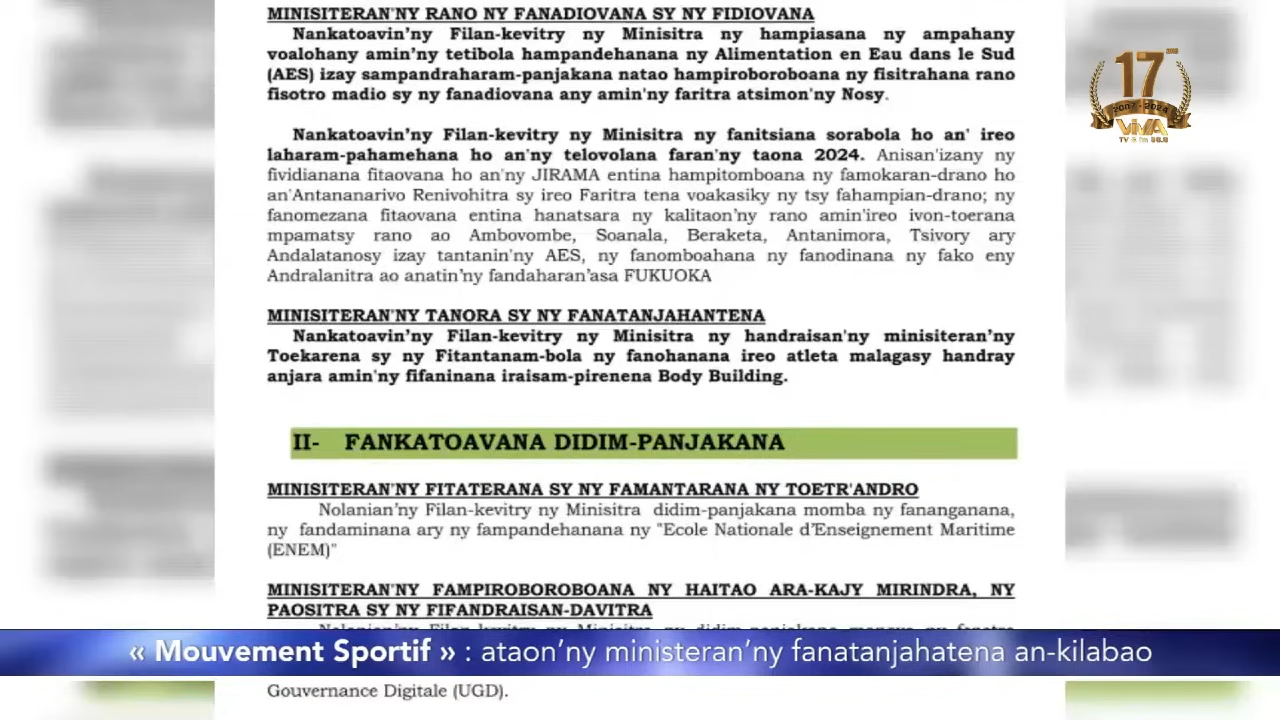 MINISITERAN'NY RANO NY FANADIOVANA SY NY FIDIOVANA
Nankatoavin'ny Filan-kevitry ny Minisitra ny hampiasana ny ampahany
voalohany amin'ny tetibola hampandehanana ny Alimentation en Eau dans le Sud
(AES) izay sampandraharam-panjakana natao hampiroboroboana ny fisitrahana rano
fisotro madio sy ny fanadiovana any amin'ny faritra atsimon'ny Nosy.
Nankatoavin'ny Filan-kevitry ny Minisitra ny fanitsiana sorabola ho an' ireo
laharam-pahamehana ho an'ny telovolana faran'ny taona 2024. Anisan'izany ny
fividianana fitaovana ho an'ny JIRAMA entina hampitomboana ny famokaran-drano ho
an'Antananarivo Renivohitra sy ireo Faritra tena voakasiky ny tsy fahampian-drano; ny
fanomezana fitaovana entina hanatsara ny kalitaon'ny rano amin'ireo ivon-toerana
mpamatsy rano ao Ambovombe, Soanala, Beraketa, Antanimora, Tsivory ary
Andalatanosy izay tantanin'ny AES, ny fanomboahana ny fanodinana ny fako eny
Andralanitra ao anatin'ny fandaharan'asa FUKUOKA
MINISITERAN'NY TANORA SY NY FANATANJAHANTENA
Nankatoavin'ny Filan-kevitry ny Minisitra ny handraisan'ny minisiteran'ny
Toekarena sy ny Fitantanam-bola ny fanohanana ireo atleta malagasy handray
anjara amin'ny fifaninana iraisam-pirenena Body Building.
II- FANKATOAVANA DIDIM-PANJAKANA
MINISITERAN'NY FITATERANA SY NY FAMANTARANA NY TOETR'ANDRO
Nolanian'ny Filan-kevitry ny Minisitra didim-panjakana momba ny fananganana,
ny fandaminana ary ny fampandehanana ny "Ecole Nationale d'Enseignement Maritime
(ENEM)"
MINISITERAN'NY FAMPIROBOROBOANA NY HAITAO ARA-KAJY MIRINDRA, NY
PAOSITRA SY NY FIFANDRAISAN-DAVITRA
« Mouvement Sportif » : ataon'ny ministeran'ny fanatanjahatena an-kilabao
Gouvernance Digitale (UGD).
17
2007 - 2024
VIVA